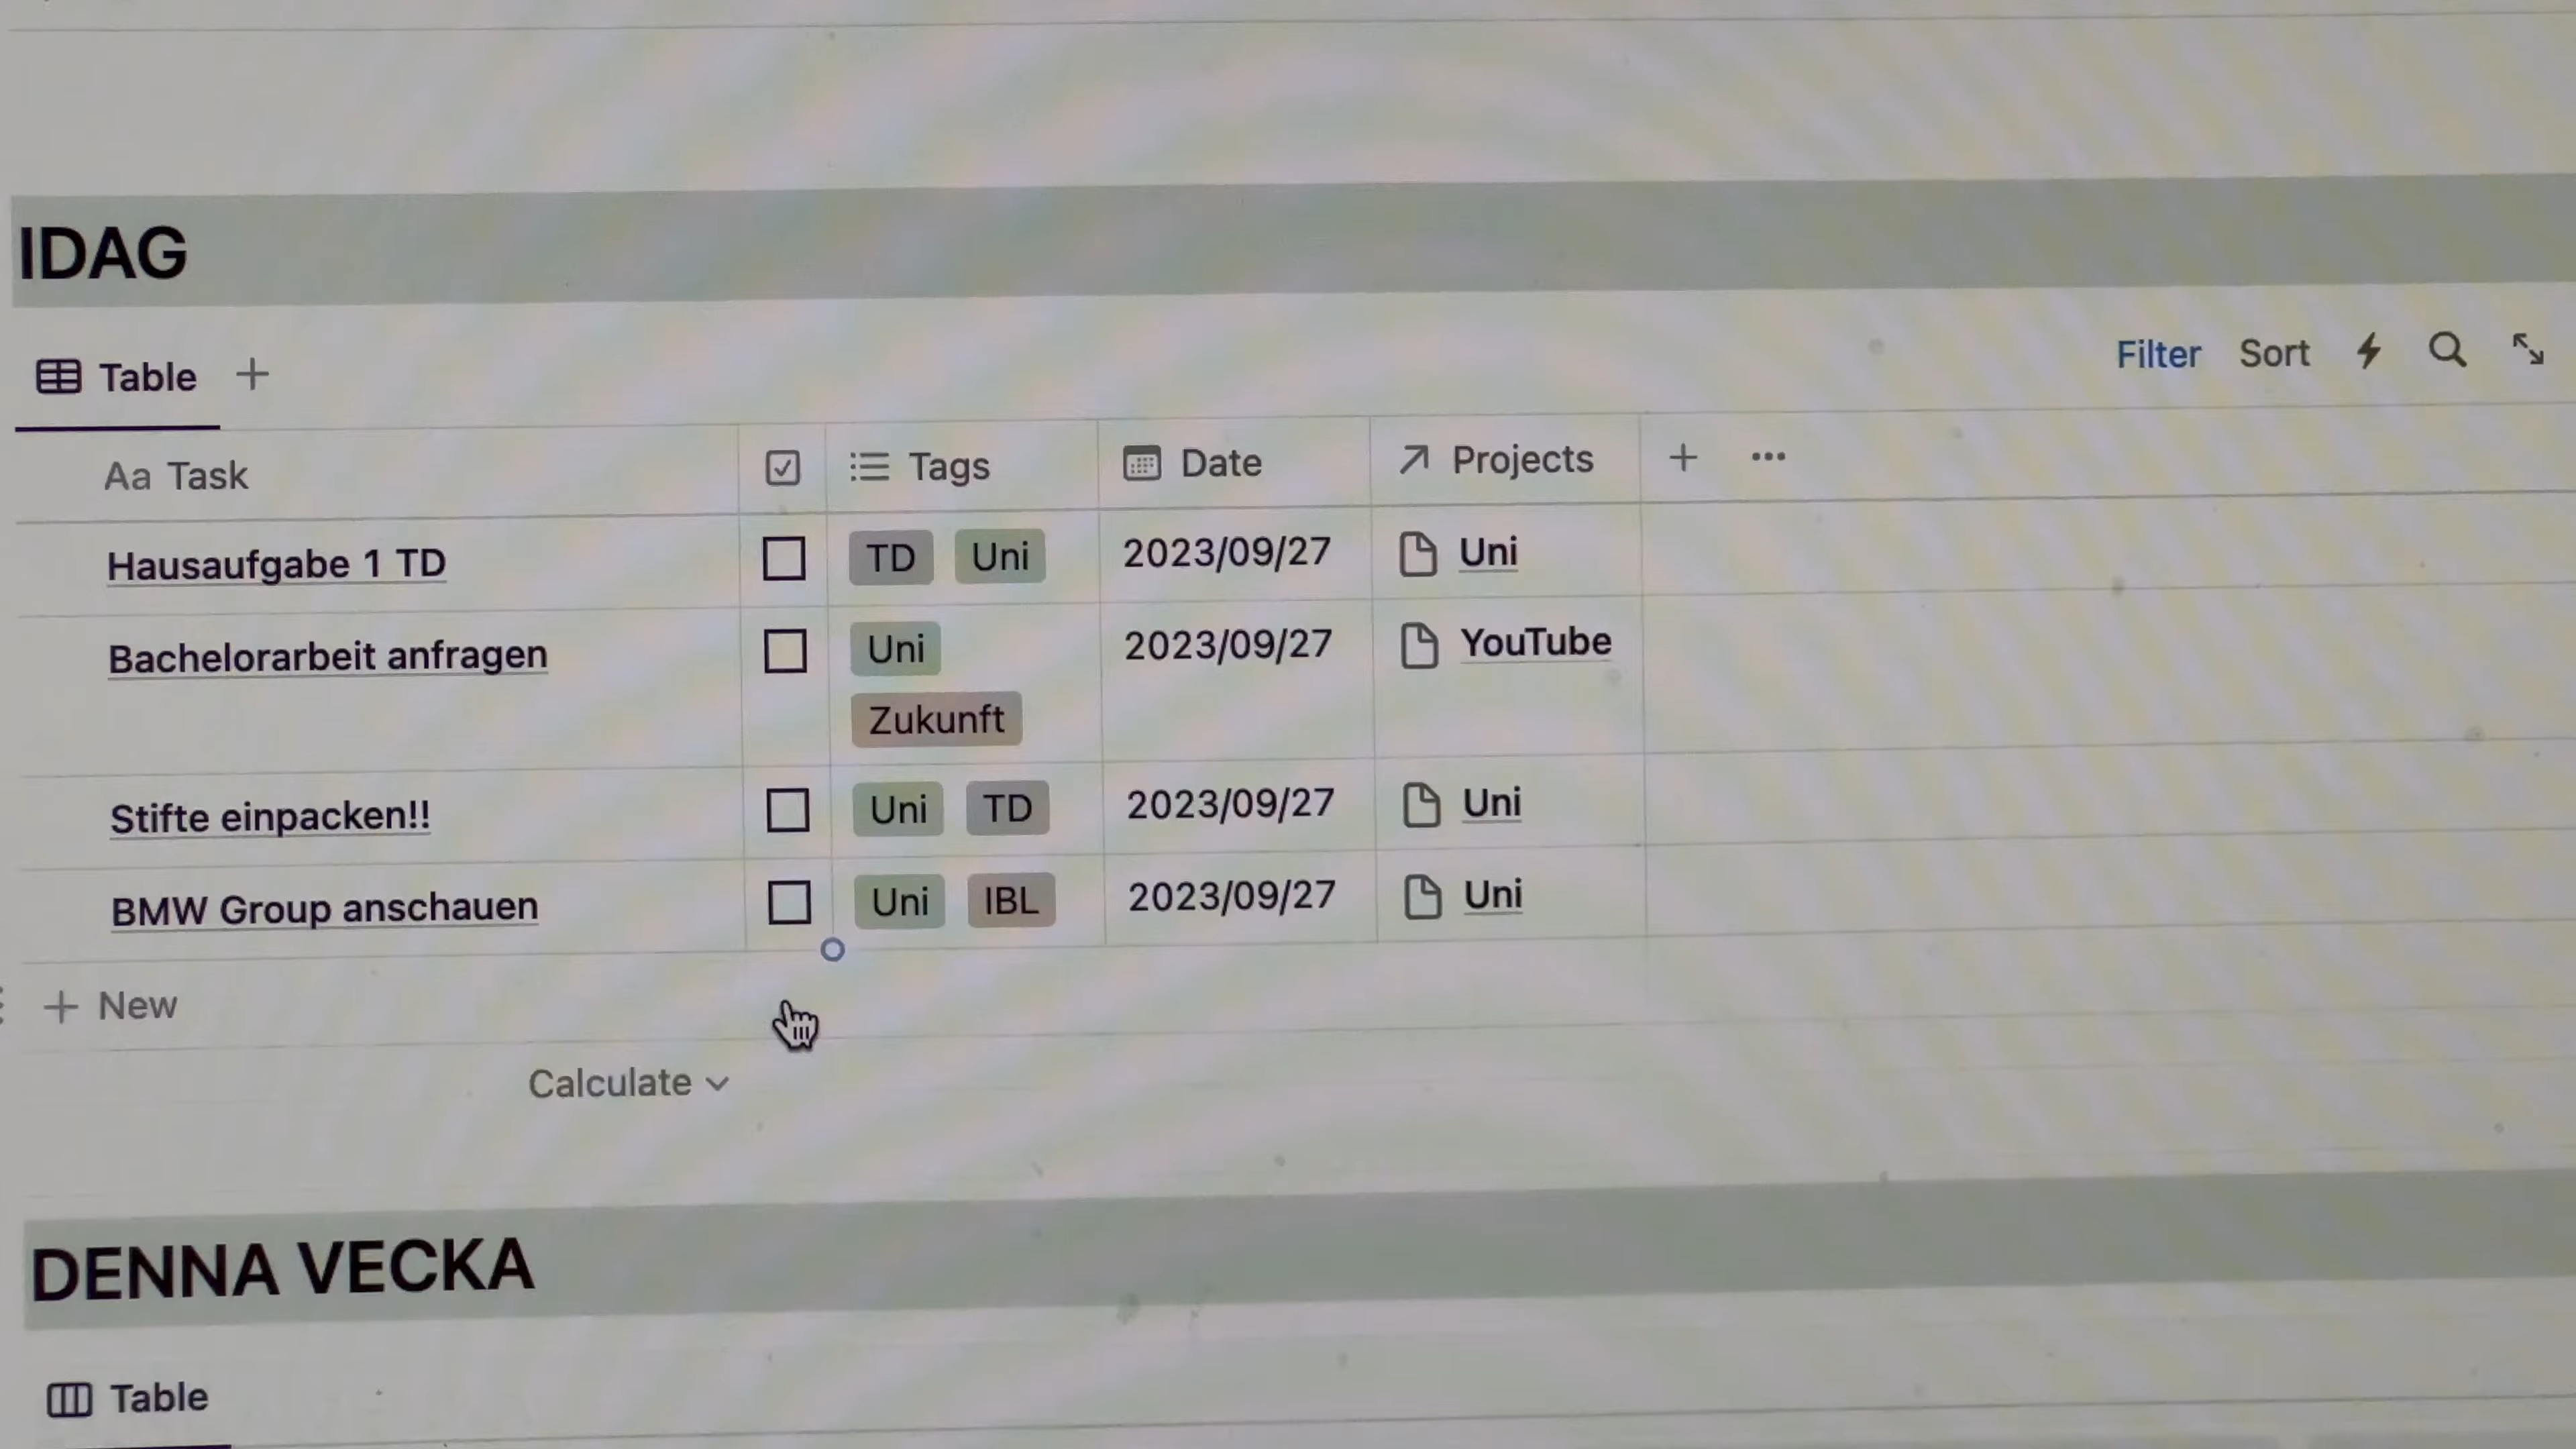 IDAG
Table
Filter Sort
Aa Task Tags Date Projects
Hausaufgabe 1 TD TD Uni 2023/09/27 Uni
Bachelorarbeit anfragen Uni 2023/09/27 YouTube
Zukunft
Stifte einpacken!! Uni TD 2023/09/27 Uni
BMW Group anschauen Uni IBL 2023/09/27 Uni
+ New
Calculate
DENNA VECKA
Table